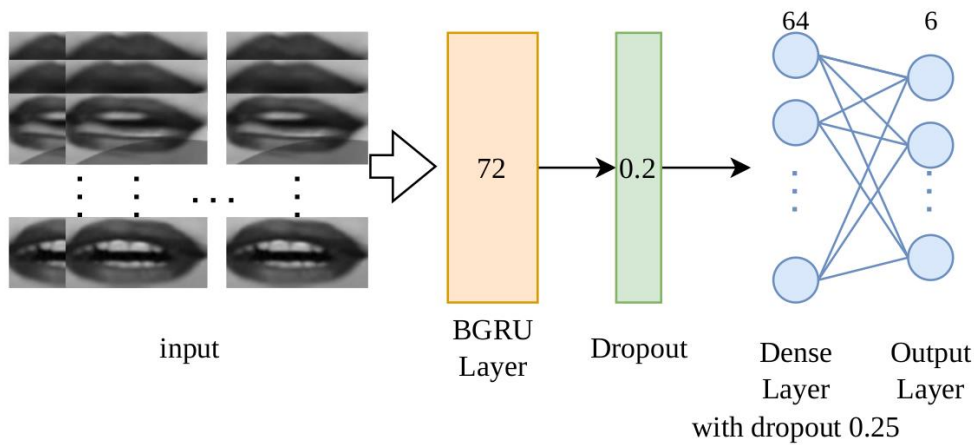 64
6
72
0.2
input
BGRU
Layer
Dropout
Dense
Layer
with dropout 0.25
Output
Layer